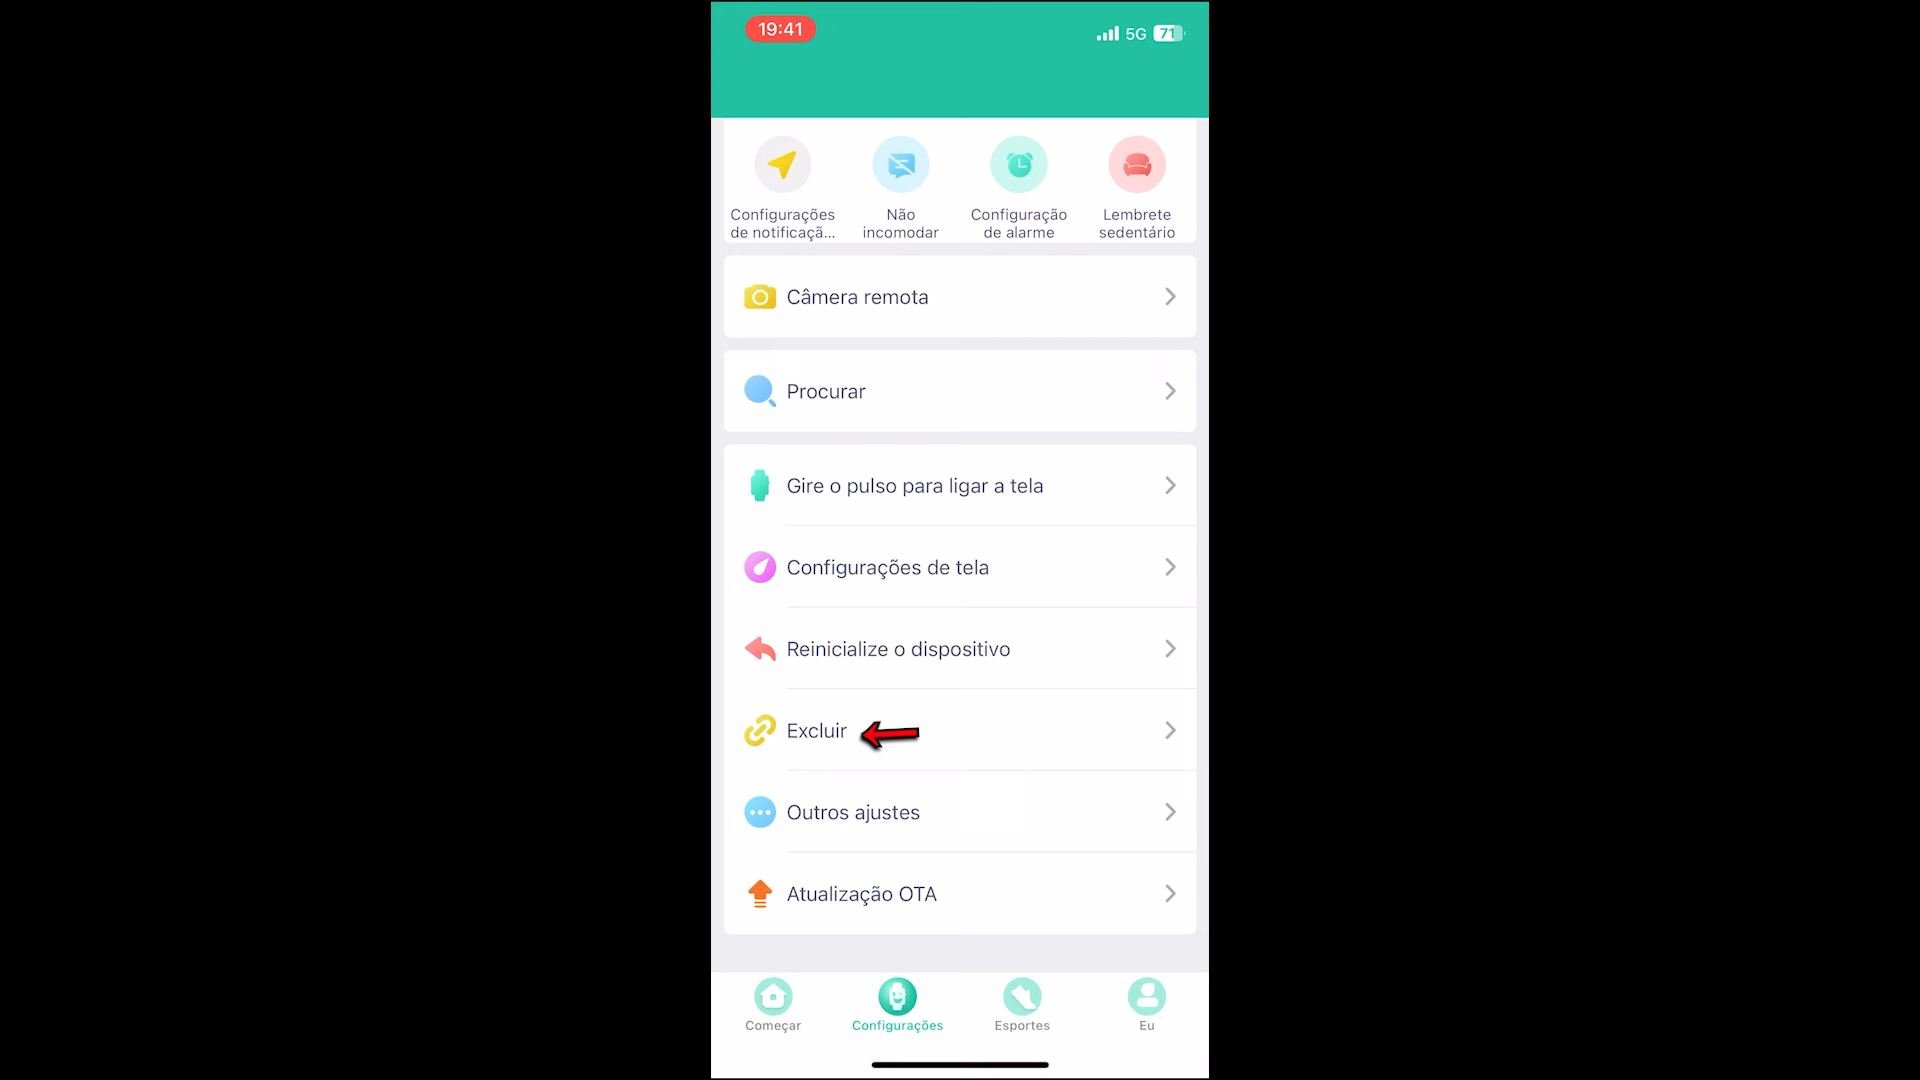 19:41
5G 71
Configurações
de notificaçã...
Não
incomodar
Configuração
de alarme
Lembrete
sedentário
Câmera remota
Procurar
Gire o pulso para ligar a tela
Configurações de tela
Reinicialize o dispositivo
Excluir
Outros ajustes
Atualização OTA
Começar
Configurações
Esportes
Eu